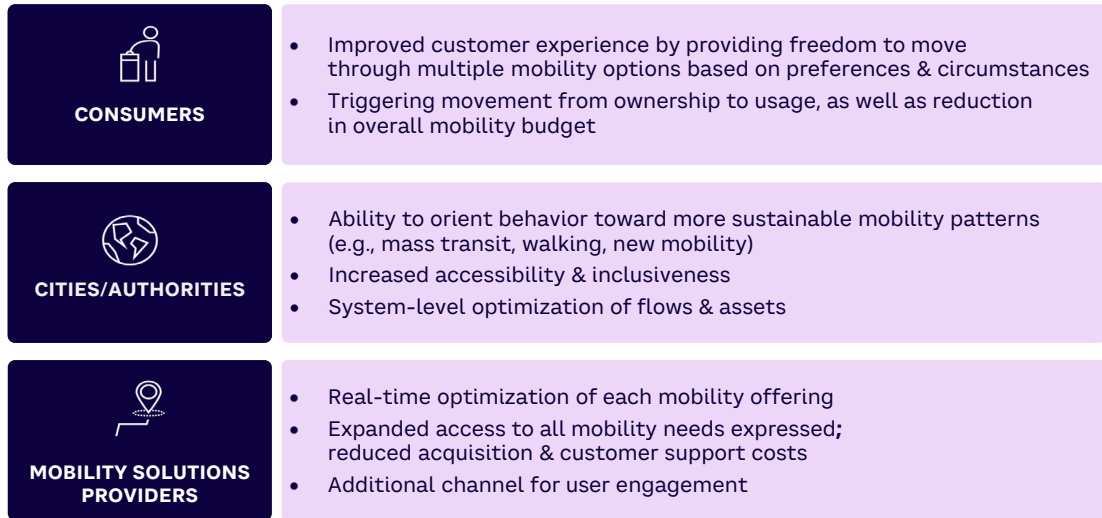 CONSUMERS
• Improved customer experience by providing freedom to move
through multiple mobility options based on preferences & circumstances
• Triggering movement from ownership to usage, as well as reduction
in overall mobility budget
CITIES/AUTHORITIES
• Ability to orient behavior toward more sustainable mobility patterns
(e.g., mass transit, walking, new mobility)
• Increased accessibility & inclusiveness
• System-level optimization of flows & assets
MOBILITY SOLUTIONS
PROVIDERS
• Real-time optimization of each mobility offering
• Expanded access to all mobility needs expressed;
reduced acquisition & customer support costs
• Additional channel for user engagement